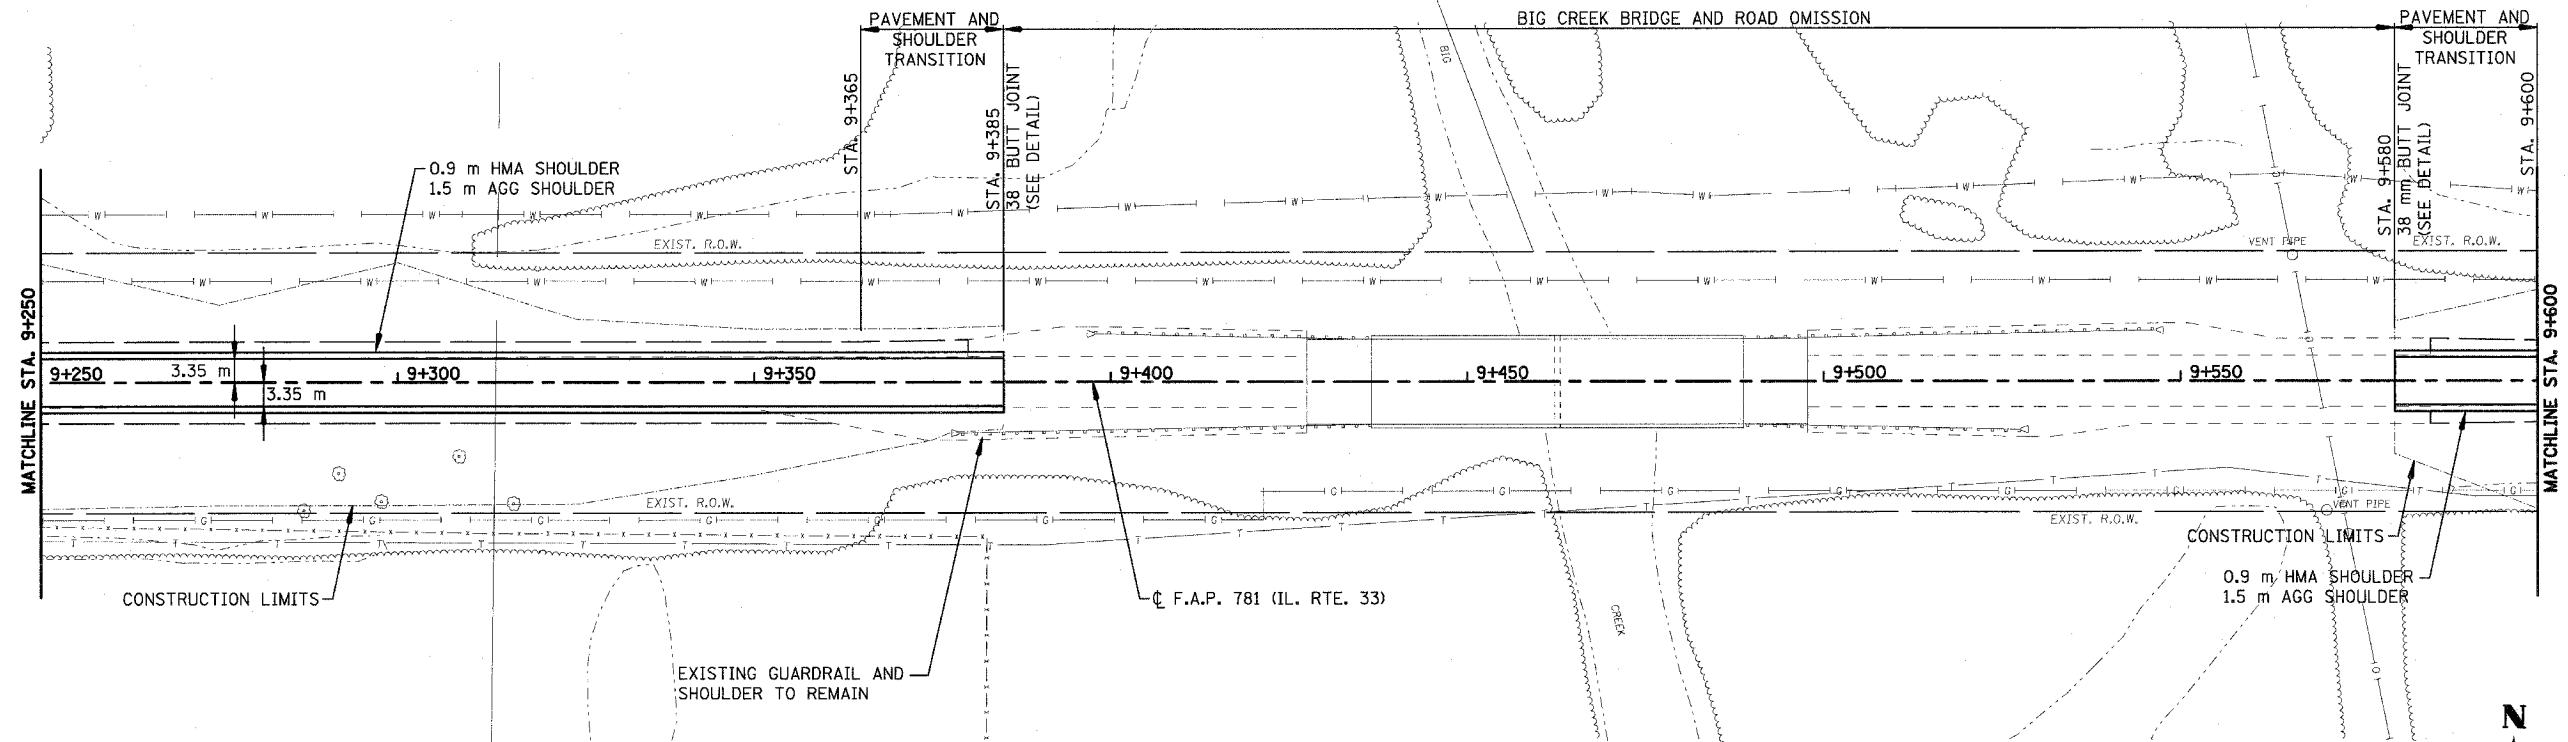 PAVEMENT AND
SHOULDER
TRANSITION
BIG CREEK BRIDGE AND ROAD OMISSION
PAVEMENT AND
SHOULDER
TRANSITION
STA. 9+365
STA. 9+385
38 BUTT JOINT
(SEE DETAIL)
BIG
STA. 9+580
38 mm BUTT JOINT
(SEE DETAIL)
STA. 9+600
0.9 m HMA SHOULDER
1.5 m AGG SHOULDER
EXIST. R.O.W.
VENT PIPE
EXIST. R.O.W.
MATCHLINE STA. 9+250
9+250
3.35 m
3.35 m
9+300
9+350
9+400
9+450
9+500
9+550
MATCHLINE STA. 9+600
EXIST. R.O.W.
VENT PIPE
EXIST. R.O.W.
CONSTRUCTION LIMITS
CONSTRUCTION LIMITS
0.9 m HMA SHOULDER
1.5 m AGG SHOULDER
℄ F.A.P. 781 (IL. RTE. 33)
CREEK
EXISTING GUARDRAIL AND
SHOULDER TO REMAIN
N